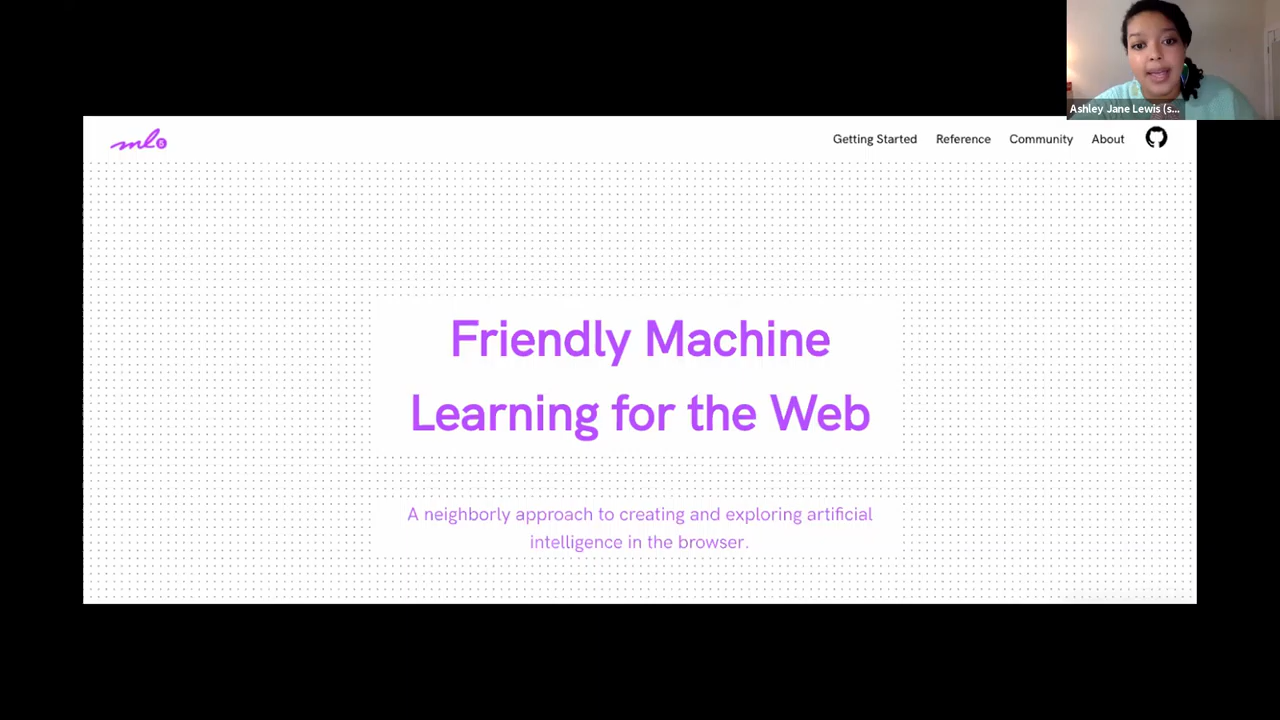 Ashley Jane Lewis (s...
ml5
Getting Started Reference Community About
Friendly Machine
Learning for the Web
A neighborly approach to creating and exploring artificial
intelligence in the browser.